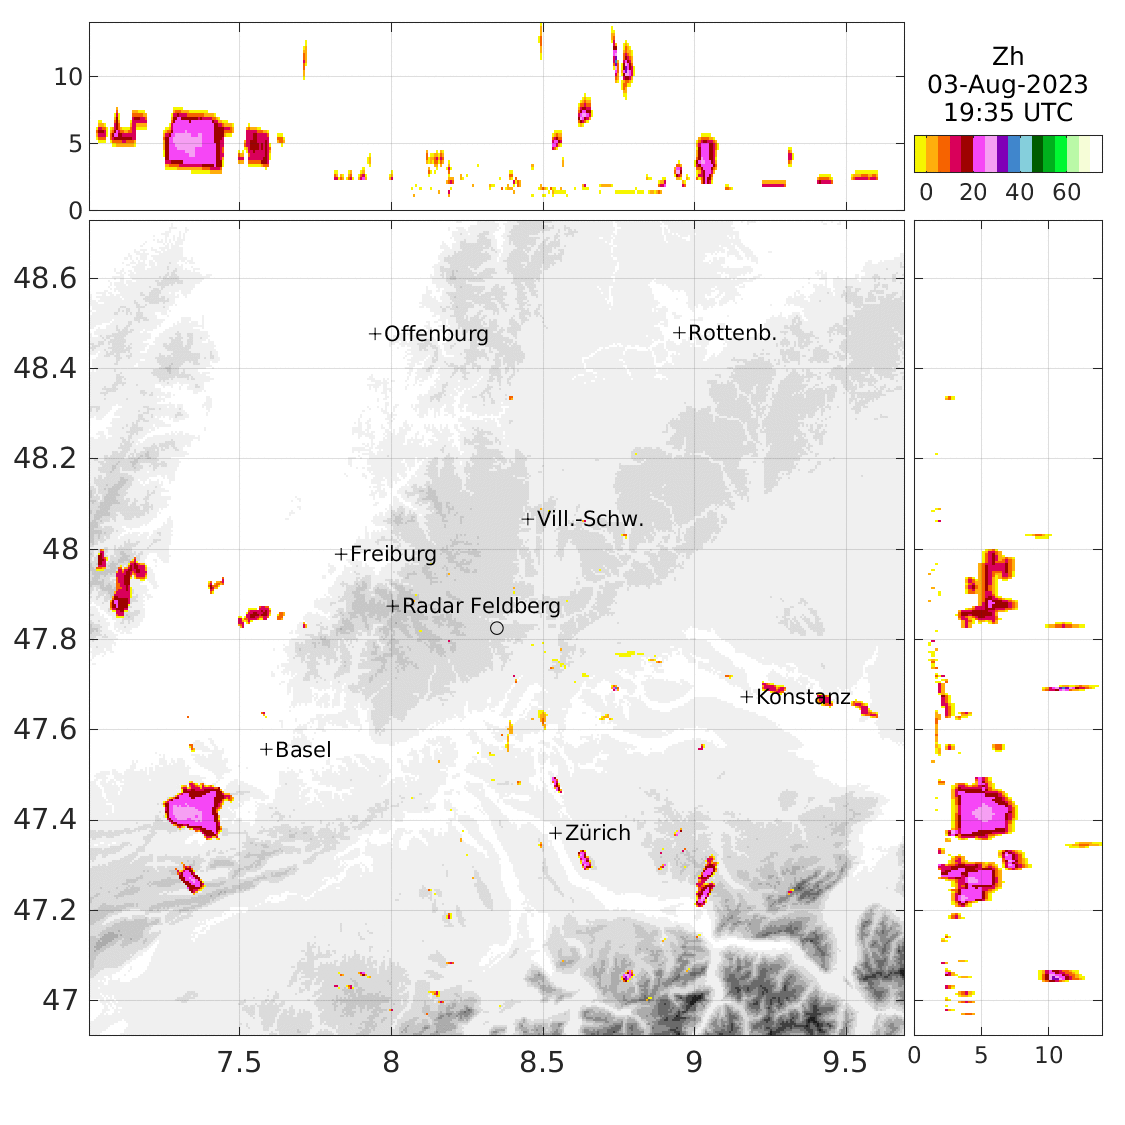 Zh
03-Aug-2023
19:35 UTC
0 20 40 60
10
5
0
48.6
48.4
48.2
48
47.8
47.6
47.4
47.2
47
Offenburg
Rottenb.
Vill.-Schw.
Freiburg
Radar Feldberg
Konstanz
Basel
Zürich
7.5 8 8.5 9 9.5
0 5 10